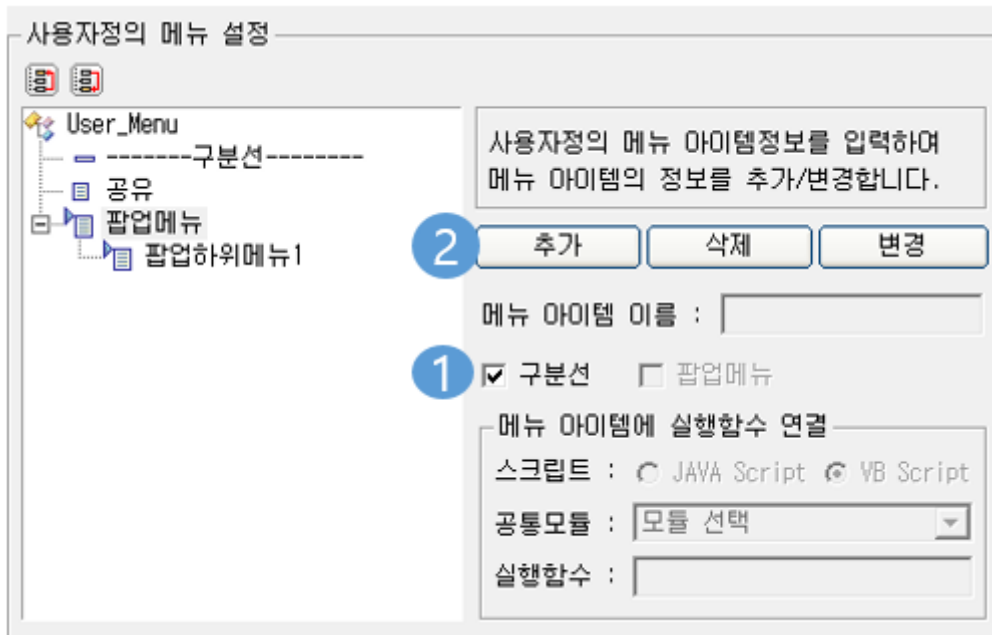 사용자정의 메뉴 설정
User_Menu
-------구분선--------
공유
팝업메뉴
팝업하위메뉴1
사용자정의 메뉴 아이템정보를 입력하여
메뉴 아이템의 정보를 추가/변경합니다.
2 추가 삭제 변경
메뉴 아이템 이름 :
1 구분선 팝업메뉴
메뉴 아이템에 실행함수 연결
스크립트 : JAVA Script VB Script
공통모듈 : 모듈 선택
실행함수 :